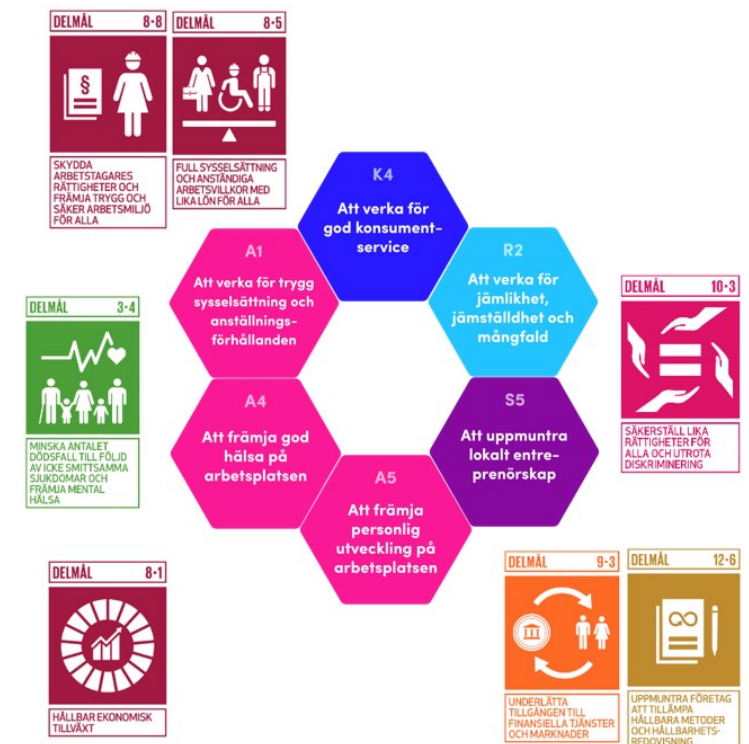 DELMÅL 8·8
§
SKYDDA
ARBETSTAGARES
RÄTTIGHETER OCH
FRÄMJA TRYGG OCH
SÄKER ARBETSMILJÖ
FÖR ALLA
DELMÅL 8·5
FULL SYSSELSÄTTNING
OCH ANSTÄNDIGA
ARBETSVILLKOR MED
LIKA LÖN FÖR ALLA
K4
Att verka för
god konsument-
service
A1
Att verka för trygg
sysselsättning och
anställnings-
förhållanden
R2
Att verka för
jämlikhet,
jämställdhet och
mångfald
DELMÅL 10·3
SÄKERSTÄLL LIKA
RÄTTIGHETER FÖR
ALLA OCH UTROTA
DISKRIMINERING
DELMÅL 3·4
MINSKA ANTALET
DÖDSFALL TILL FÖLJD
AV ICKE SMITTSAMMA
SJUKDOMAR OCH
FRÄMJA MENTAL
HÄLSA
A4
Att främja god
hälsa på
arbetsplatsen
S5
Att uppmuntra
lokalt entre-
prenörskap
A5
Att främja
personlig
utveckling på
arbetsplatsen
DELMÅL 8·1
HÅLLBAR EKONOMISK
TILLVÄXT
DELMÅL 9·3
UNDERLÄTTA
TILLGÅNGEN TILL
FINANSIELLA TJÄNSTER
OCH MARKNADER
DELMÅL 12·6
UPPMUNTRA FÖRETAG
ATT TILLÄMPA
HÅLLBARA METODER
OCH HÅLLBARHETS-
REDOVISNING